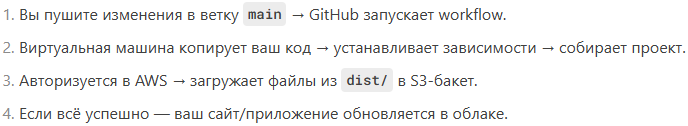 1. Вы пушите изменения в ветку main → GitHub запускает workflow.
2. Виртуальная машина копирует ваш код → устанавливает зависимости → собирает проект.
3. Авторизуется в AWS → загружает файлы из dist/ в S3-бакет.
4. Если всё успешно — ваш сайт/приложение обновляется в облаке.